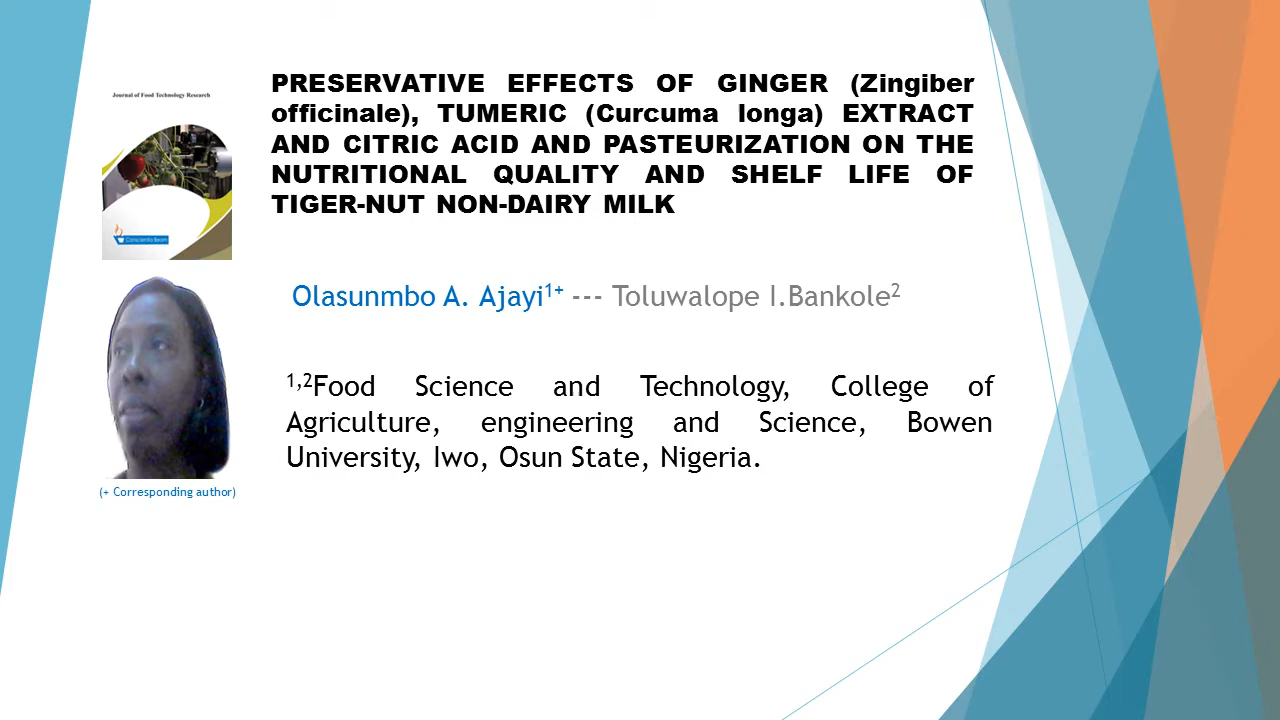 Journal of Food Technology Research
PRESERVATIVE EFFECTS OF GINGER (Zingiber
officinale), TUMERIC (Curcuma longa) EXTRACT
AND CITRIC ACID AND PASTEURIZATION ON THE
NUTRITIONAL QUALITY AND SHELF LIFE OF
TIGER-NUT NON-DAIRY MILK
Conscientia Beam
Olasunmbo A. Ajayi1+ --- Toluwalope I.Bankole2
1,2Food Science and Technology, College of
Agriculture, engineering and Science, Bowen
University, Iwo, Osun State, Nigeria.
(+ Corresponding author)